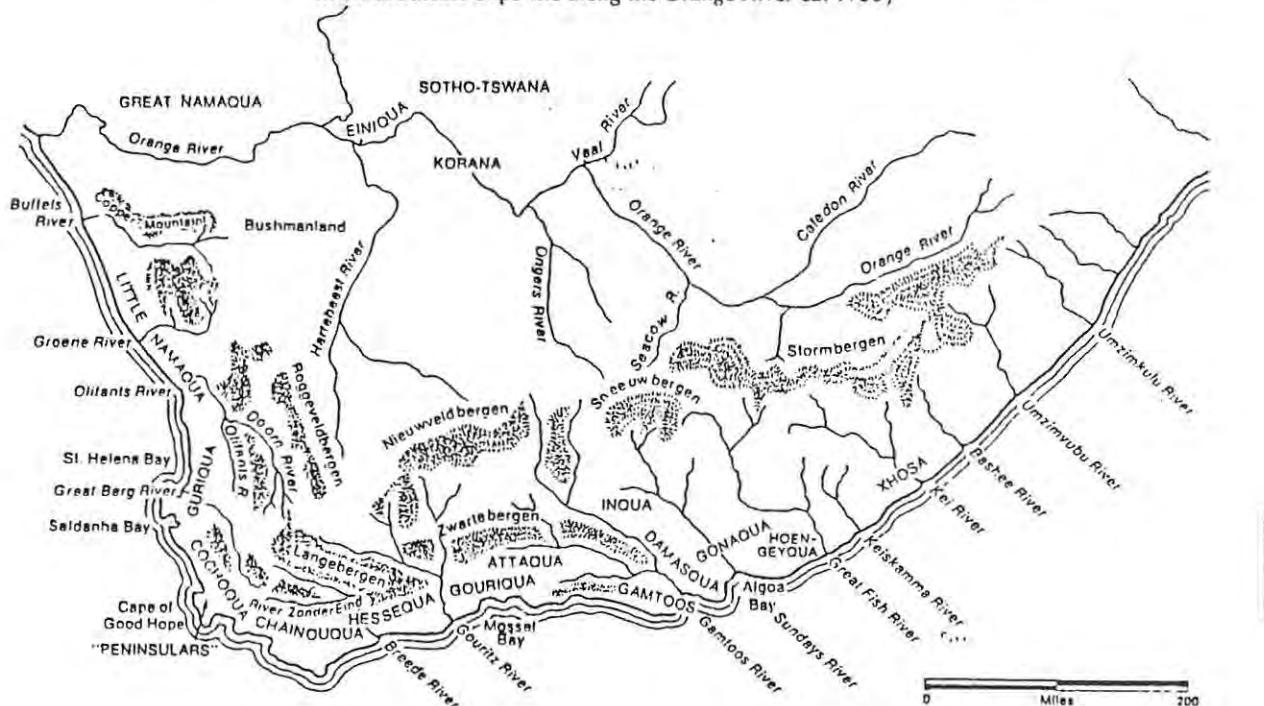 SOTHO-TSWANA
GREAT NAMAQUA
EINIQUA
Orange River
KORANA
Vaal River
Orange River
Caledon River
Orange River
Buffels
River
Copper
Mountain
Bushmanland
LITTLE
NAMAQUA
Hartebeest River
Ongers River
Seacow R.
Stormbergen
Sneeuwbergen
Nieuwveldbergen
Groene River
Olifants River
Roggeveldbergen
Doorn
River
Olifants R.
St. Helena Bay
Great Berg River
GURIQUA
Saldanha Bay
COCHOQUA
Langebergen
Zwartebergen
INQUA
DAMASQUA
GONAQUA
HOEN-
GEYQUA
XHOSA
ATTAQUA
GOURIQUA
GAMTOOS
River Zonder Eind
HESSEQUA
CHAINOUQUA
Cape of
Good Hope
"PENINSULARS"
Breede River
Gouritz River
Mossel
Bay
Gamtoos River
Algoa
Bay
Sundays River
Great Fish River
Keiskamma River
Kei River
Bashee River
Umzimvubu River
Umzimkulu River
0
Miles
200